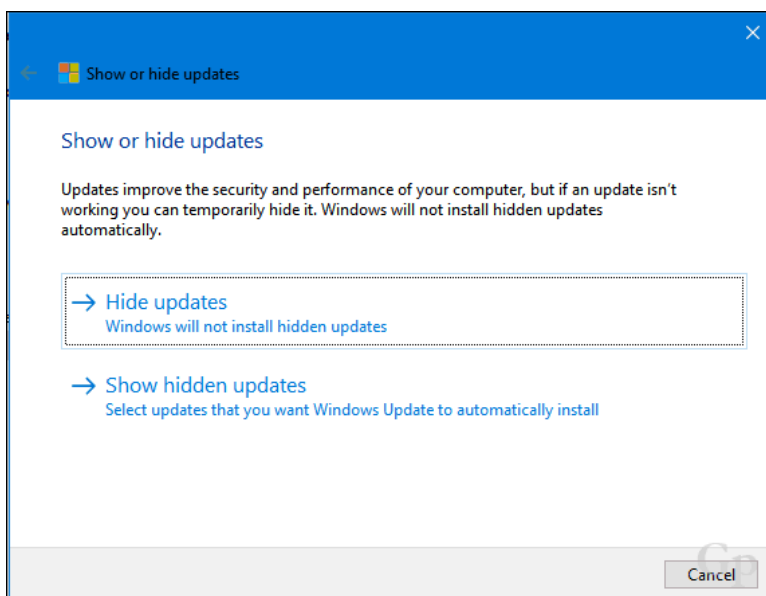 Show or hide updates
Show or hide updates
Updates improve the security and performance of your computer, but if an update isn't
working you can temporarily hide it. Windows will not install hidden updates
automatically.
Hide updates
Windows will not install hidden updates
Show hidden updates
Select updates that you want Windows Update to automatically install
Gp
Cancel